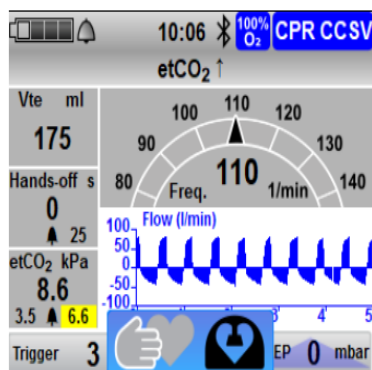 10:06 100% O₂ CPR CCSV
etCO₂ ↑
Vte ml
175
Hands-off s
0
25
etCO₂ kPa
8.6
3.5 6.6
Trigger 3
80 90 100 110 120 130 140
Freq. 110 1/min
Flow (l/min)
100
50
0
-50
-100
4 5
EP 0 mbar